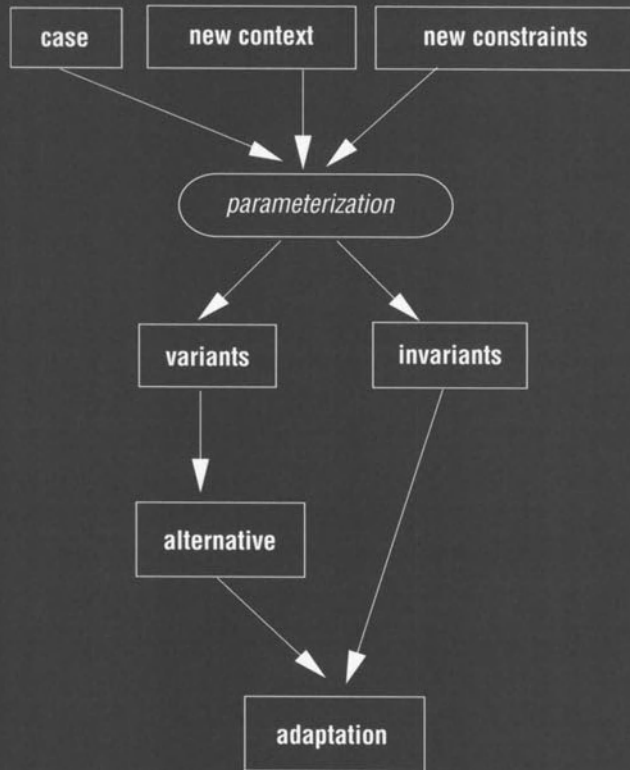 case
new context
new constraints
parameterization
variants
invariants
alternative
adaptation